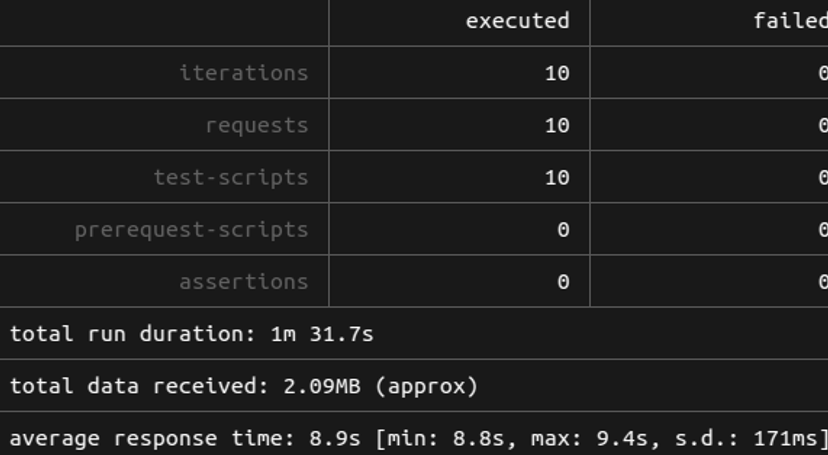 executed failed
iterations 10 0
requests 10 0
test-scripts 10 0
prerequest-scripts 0 0
assertions 0 0
total run duration: 1m 31.7s
total data received: 2.09MB (approx)
average response time: 8.9s [min: 8.8s, max: 9.4s, s.d.: 171ms]